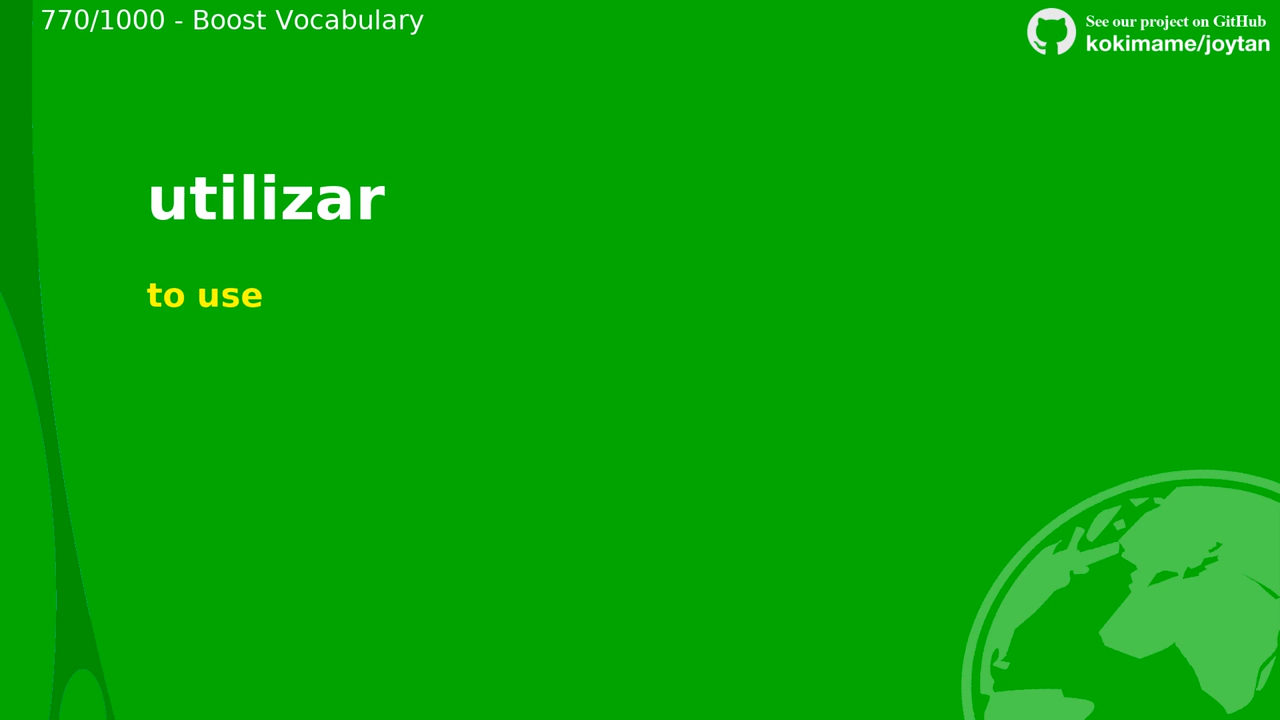 770/1000 - Boost Vocabulary
See our project on GitHub
kokimame/joytan
utilizar
to use